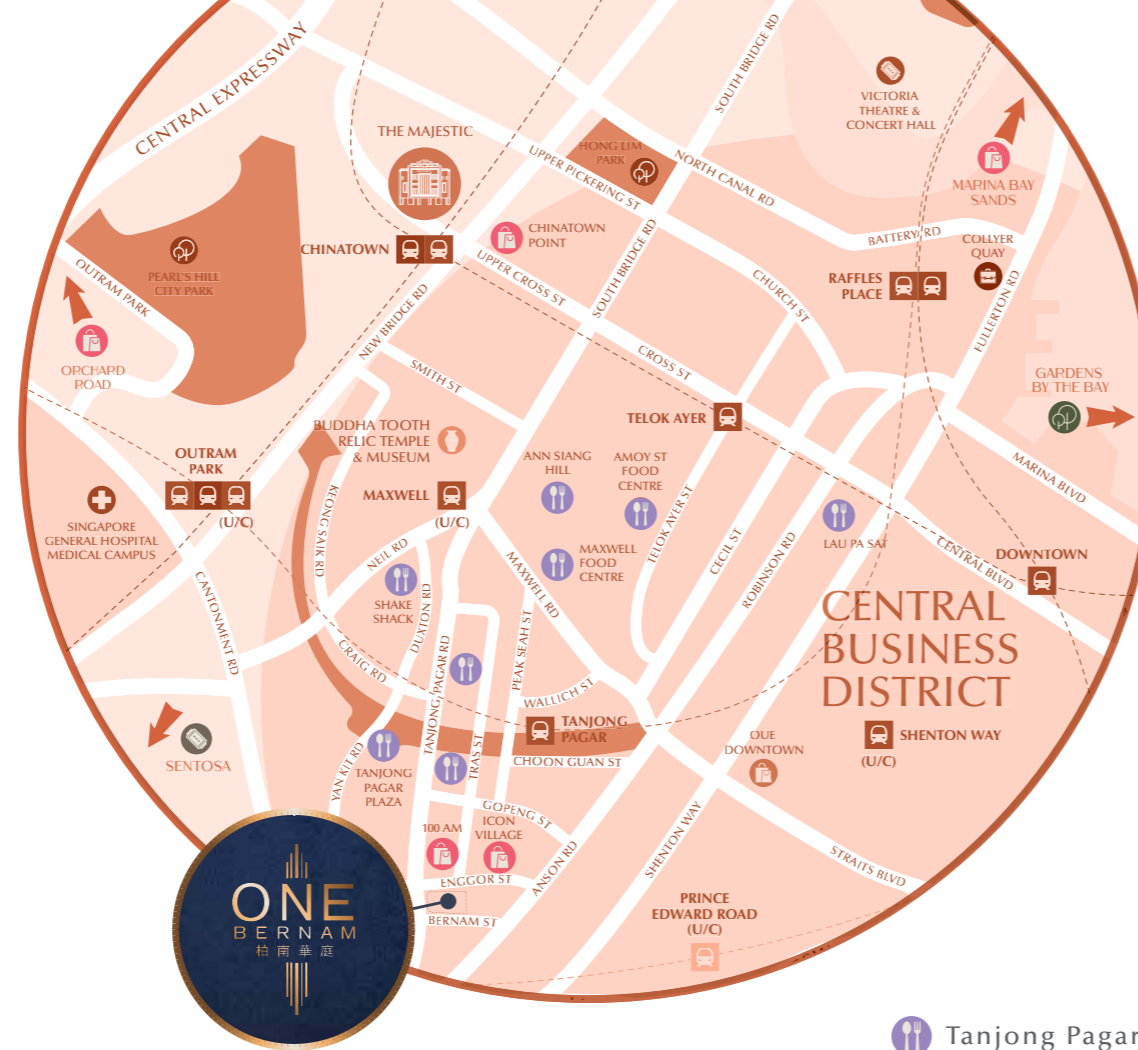 CENTRAL EXPRESSWAY
SOUTH BRIDGE RD
VICTORIA
THEATRE &
CONCERT HALL
THE MAJESTIC
HONG LIM
PARK
UPPER PICKERING ST
NORTH CANAL RD
MARINA BAY
SANDS
CHINATOWN
CHINATOWN
POINT
BATTERY RD
COLLYER
QUAY
PEARL'S HILL
CITY PARK
OUTRAM PARK
UPPER CROSS ST
SOUTH BRIDGE RD
CHURCH ST
RAFFLES
PLACE
FULLERTON RD
NEW BRIDGE RD
ORCHARD
ROAD
SMITH ST
CROSS ST
GARDENS
BY THE BAY
BUDDHA TOOTH
RELIC TEMPLE
& MUSEUM
TELOK AYER
OUTRAM
PARK
(U/C)
ANN SIANG
HILL
AMOY ST
FOOD
CENTRE
MARINA BLVD
MAXWELL
(U/C)
KEONG SAIK RD
SINGAPORE
GENERAL HOSPITAL
MEDICAL CAMPUS
NEIL RD
MAXWELL
FOOD
CENTRE
TELOK AYER ST
CECIL ST
ROBINSON RD
LAU PA SAT
CENTRAL BLVD
DOWNTOWN
CANTONMENT RD
SHAKE
SHACK
DUXTON RD
MAXWELL RD
CENTRAL
BUSINESS
DISTRICT
CRAIG RD
TANJONG PAGAR RD
PEAK SEAH ST
WALLICH ST
TANJONG
PAGAR
SHENTON WAY
(U/C)
OUE
DOWNTOWN
SENTOSA
YAN KIT RD
TANJONG
PAGAR
PLAZA
TRAS ST
CHOON GUAN ST
GOPENG ST
100 AM
ICON
VILLAGE
ANSON RD
SHENTON WAY
STRAITS BLVD
ENGGOR ST
BERNAM ST
PRINCE
EDWARD ROAD
(U/C)
ONE
BERNAM
柏南華庭
Tanjong Pagar